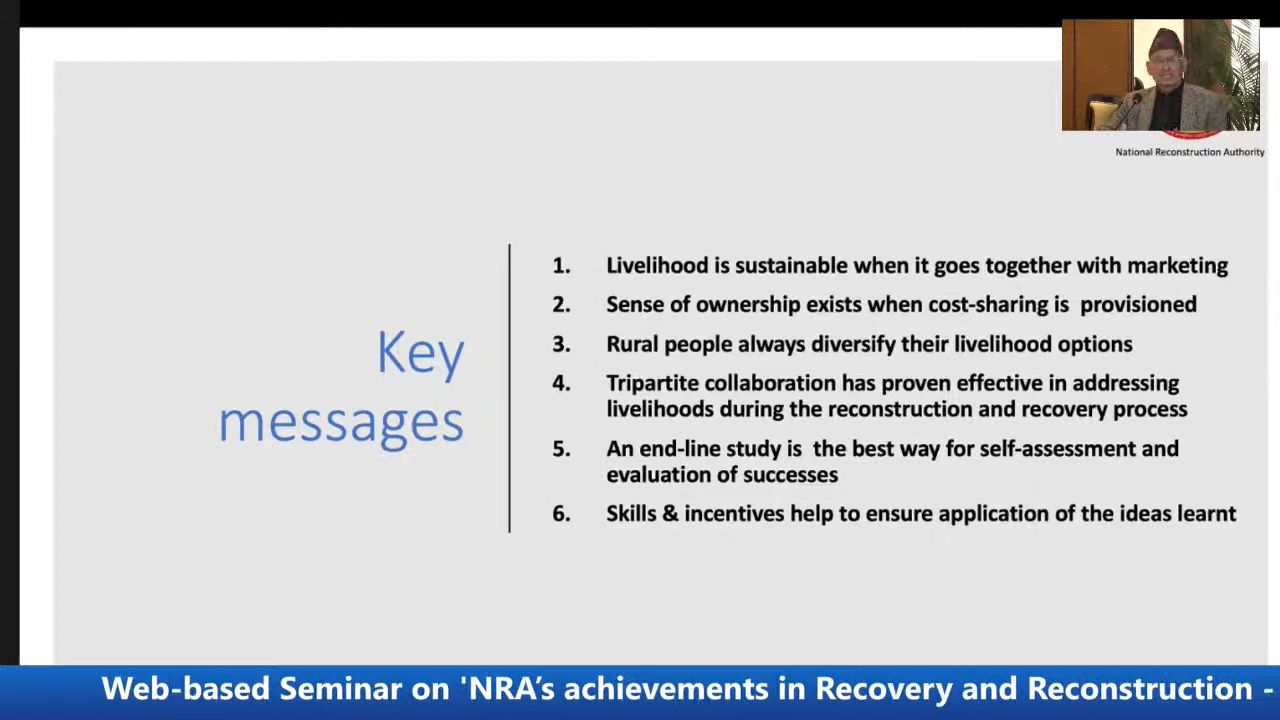 National Reconstruction Authority
Key
messages
1. Livelihood is sustainable when it goes together with marketing
2. Sense of ownership exists when cost-sharing is provisioned
3. Rural people always diversify their livelihood options
4. Tripartite collaboration has proven effective in addressing
livelihoods during the reconstruction and recovery process
5. An end-line study is the best way for self-assessment and
evaluation of successes
6. Skills & incentives help to ensure application of the ideas learnt
Web-based Seminar on 'NRA’s achievements in Recovery and Reconstruction -